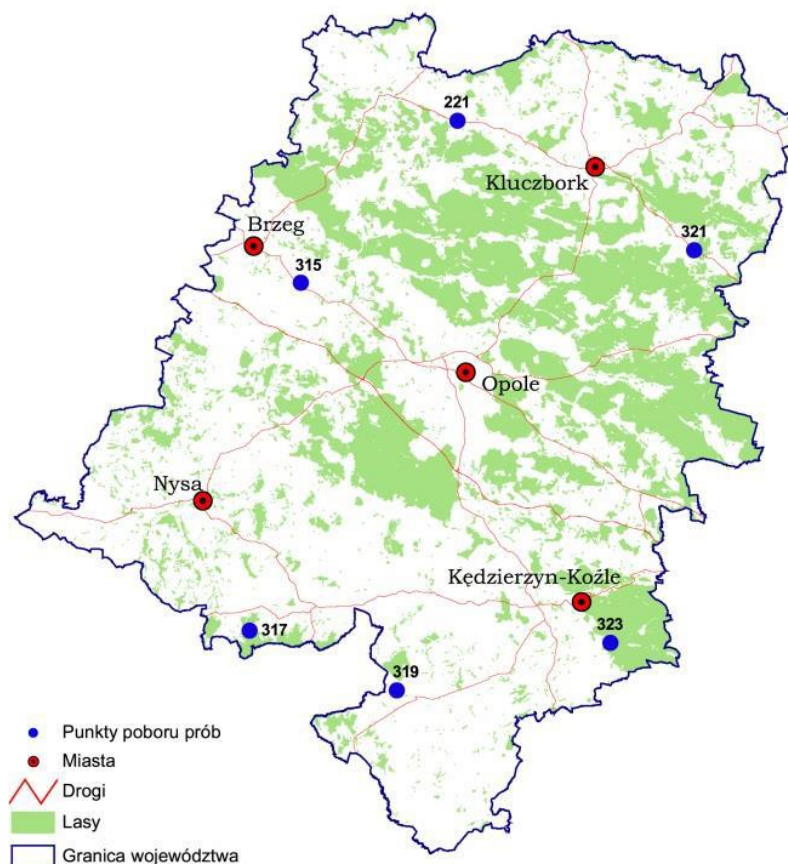 221
Kluczbork
Brzeg
321
315
Opole
Nysa
Kędzierzyn-Koźle
317
323
319
Punkty poboru prób
Miasta
Drogi
Lasy
Granica województwa